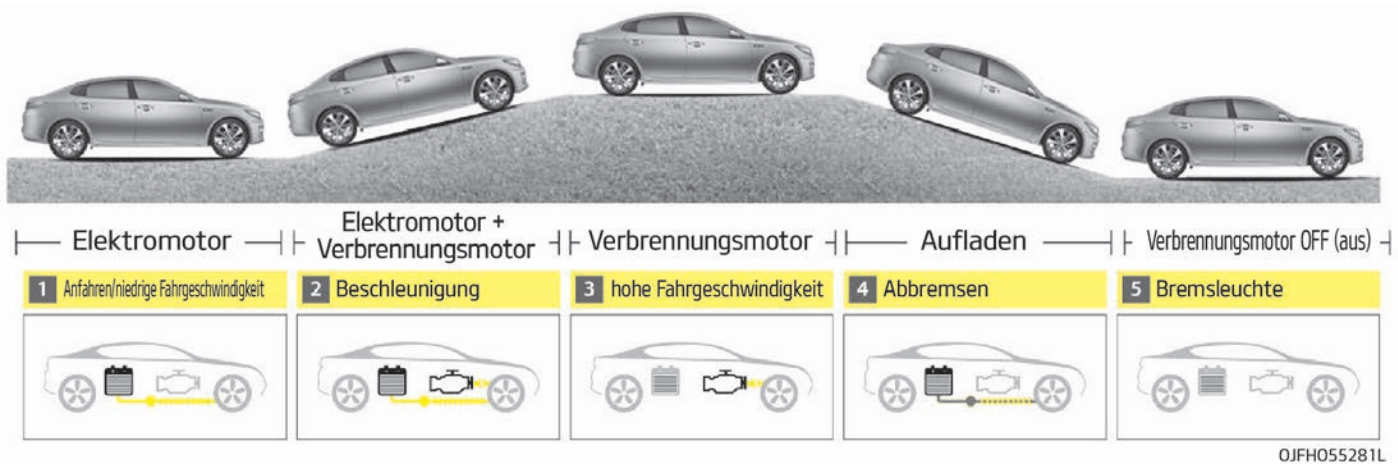 Elektromotor
Elektromotor +
Verbrennungsmotor
Verbrennungsmotor
Aufladen
Verbrennungsmotor OFF (aus)
1 Anfahren/niedrige Fahrgeschwindigkeit
2 Beschleunigung
3 hohe Fahrgeschwindigkeit
4 Abbremsen
5 Bremsleuchte
OJFHO55281L